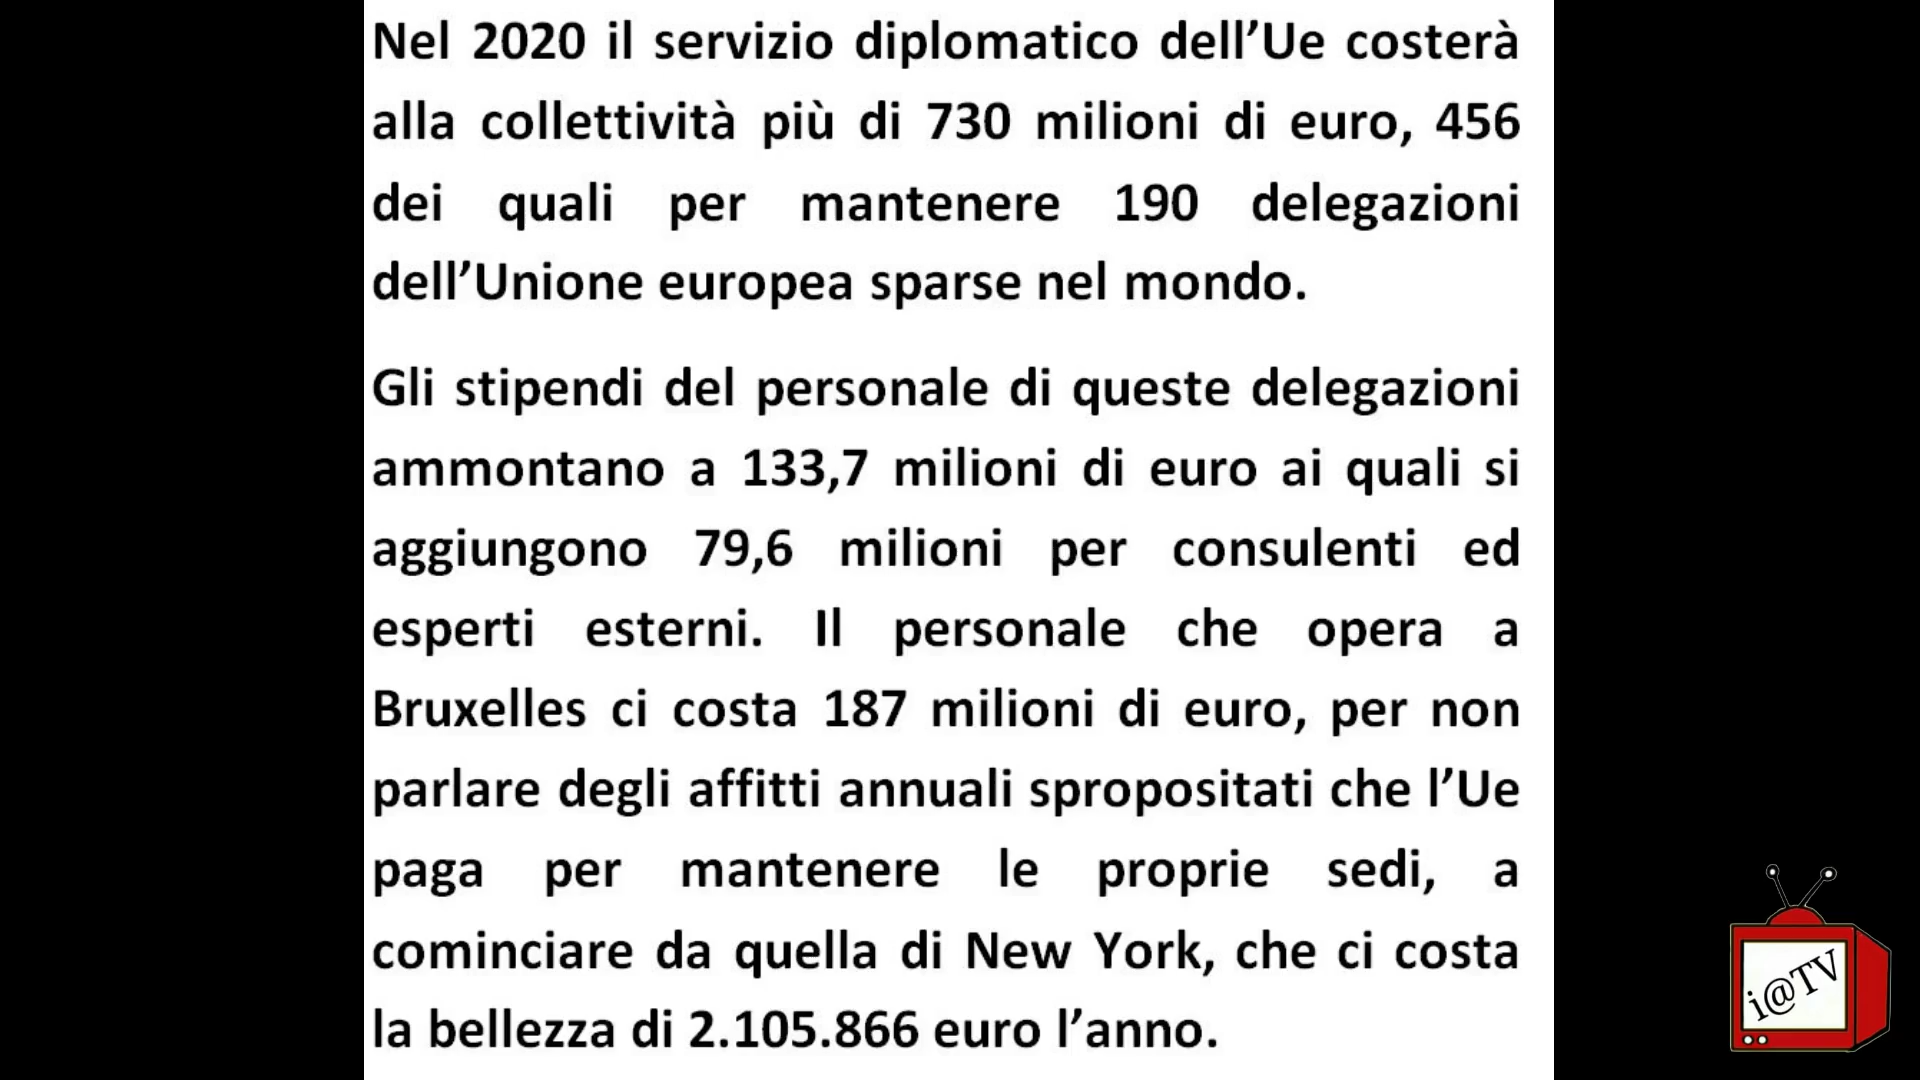 Nel 2020 il servizio diplomatico dell’Ue costerà
alla collettività più di 730 milioni di euro, 456
dei quali per mantenere 190 delegazioni
dell’Unione europea sparse nel mondo.
Gli stipendi del personale di queste delegazioni
ammontano a 133,7 milioni di euro ai quali si
aggiungono 79,6 milioni per consulenti ed
esperti esterni. Il personale che opera a
Bruxelles ci costa 187 milioni di euro, per non
parlare degli affitti annuali spropositati che l’Ue
paga per mantenere le proprie sedi, a
cominciare da quella di New York, che ci costa
la bellezza di 2.105.866 euro l’anno.
i@TV